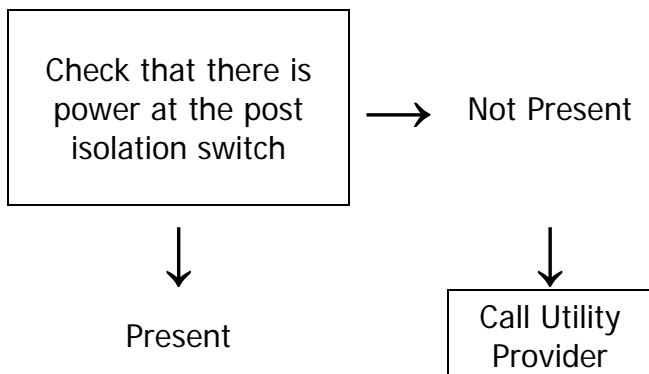 Check that there is
power at the post
isolation switch
Not Present
Present
Call Utility
Provider